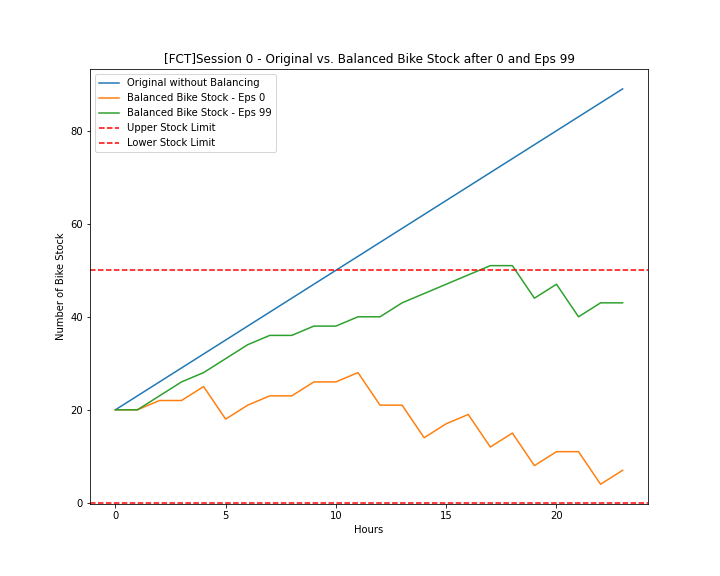 [FCT]Session 0 - Original vs. Balanced Bike Stock after 0 and Eps 99
Original without Balancing
Balanced Bike Stock - Eps 0
Balanced Bike Stock - Eps 99
Upper Stock Limit
Lower Stock Limit
80
60
40
20
0
Number of Bike Stock
0 5 10 15 20
Hours